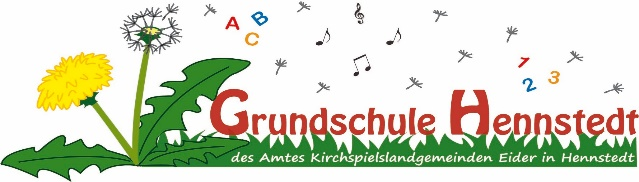 A B
C
1
2 3
Grundschule Hennstedt
des Amtes Kirchspielslandgemeinden Eider in Hennstedt